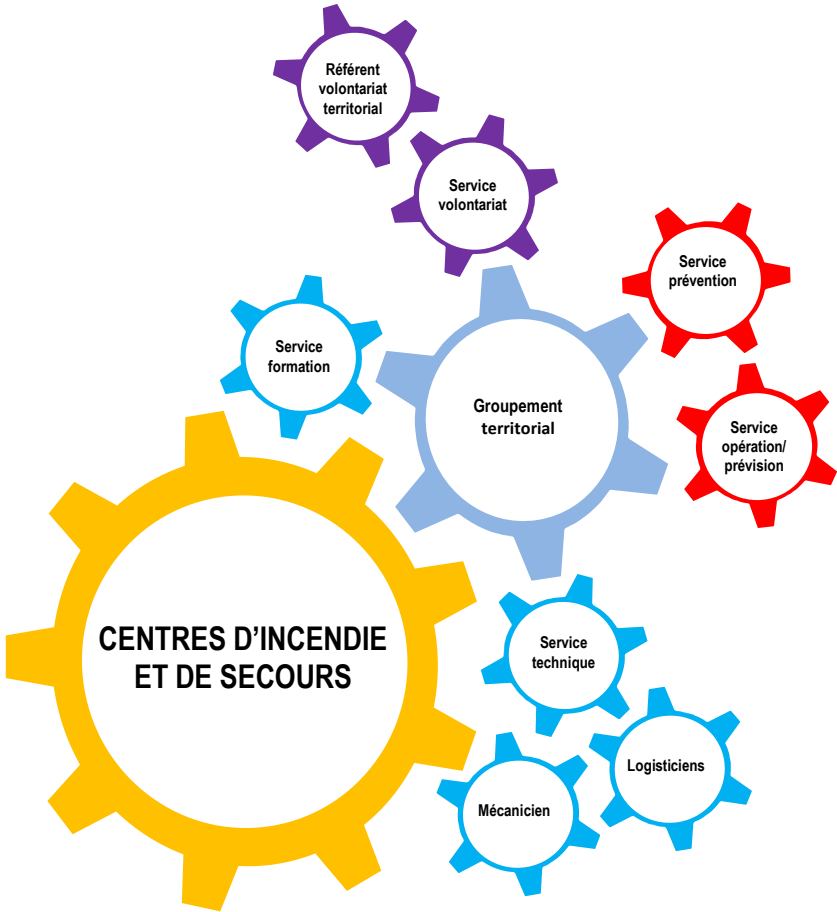 Référent
volontariat
territorial
Service
volontariat
Service
prévention
Service
formation
Groupement
territorial
Service
opération/
prévision
CENTRES D'INCENDIE
ET DE SECOURS
Service
technique
Logisticiens
Mécanicien